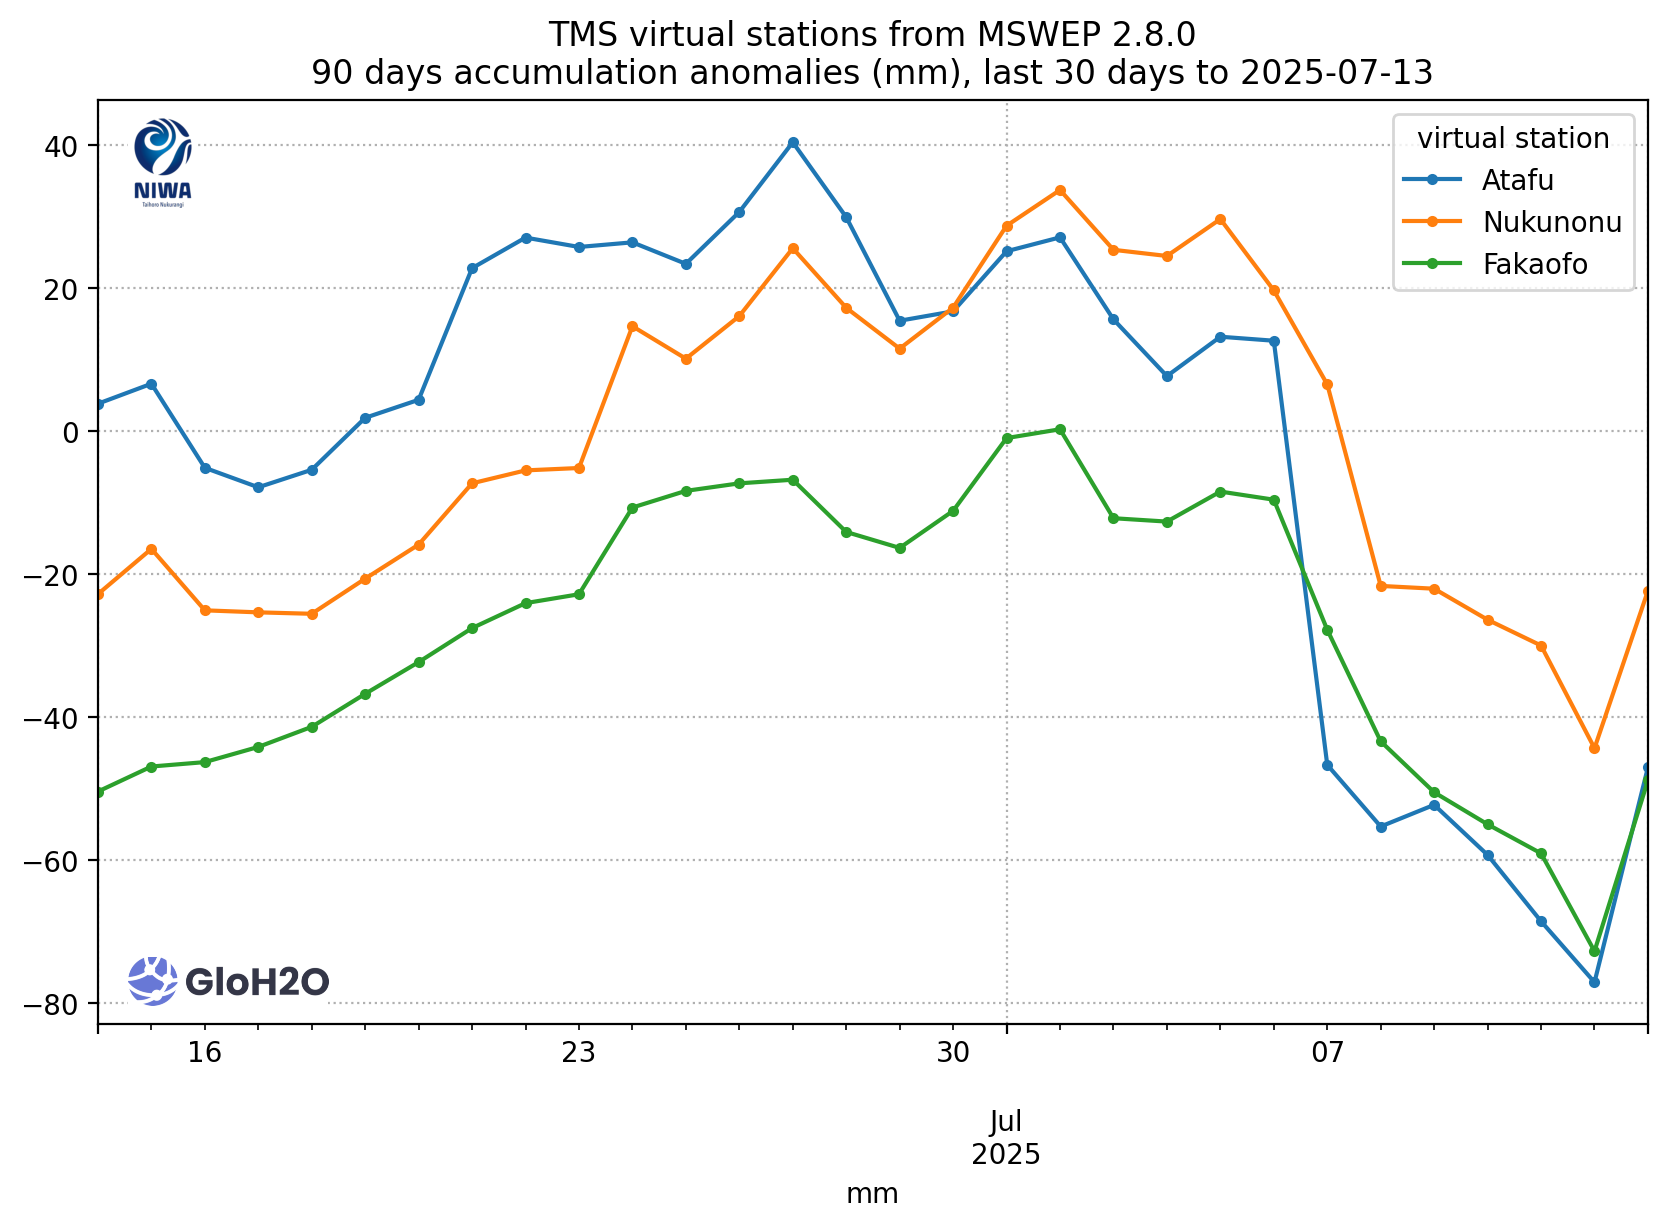 TMS virtual stations from MSWEP 2.8.0
90 days accumulation anomalies (mm), last 30 days to 2025-07-13
NIWA
Taihoro Nukurangi
virtual station
Atafu
Nukunonu
Fakaofo
40
20
0
−20
−40
−60
−80
GloH2O
16
23
30
07
Jul
2025
mm